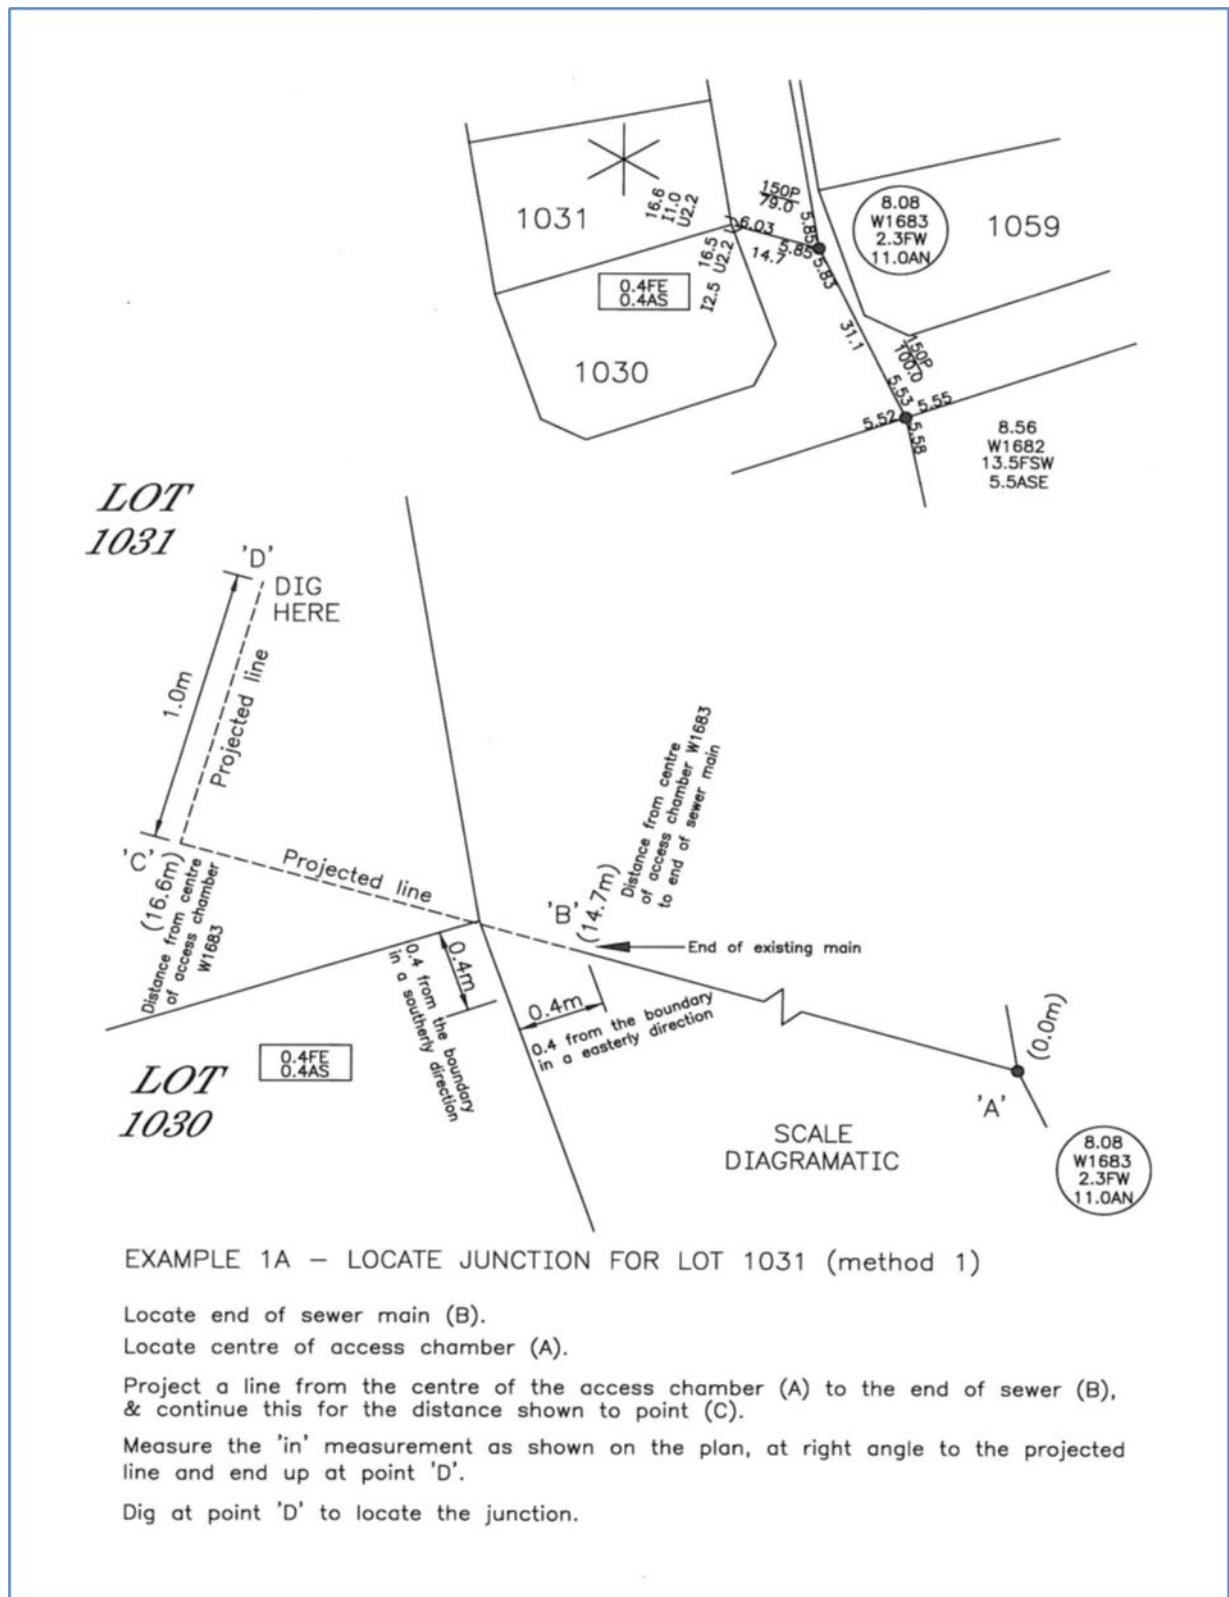 1031
16.6
I1.0
U2.2
150P
79.0
6.03
14.7
5.85
5.85
5.83
8.08
W1683
2.3FW
11.0AN
1059
16.5
I2.5 U2.2
0.4FE
0.4AS
1030
31.1
150P
100.0
5.53
5.55
5.52
5.58
8.56
W1682
13.5FSW
5.5ASE
LOT
1031
'D'
DIG
HERE
1.0m
Projected line
'C'
(16.6m)
Distance from centre
of access chamber
W1683
Projected line
'B'
(14.7m)
Distance from centre
of access chamber W1683
to end of sewer main
End of existing main
0.4m
0.4 from the boundary
in a southerly direction
0.4m
0.4 from the boundary
in a easterly direction
(0.0m)
'A'
LOT
1030
0.4FE
0.4AS
SCALE
DIAGRAMATIC
8.08
W1683
2.3FW
11.0AN
EXAMPLE 1A – LOCATE JUNCTION FOR LOT 1031 (method 1)
Locate end of sewer main (B).
Locate centre of access chamber (A).
Project a line from the centre of the access chamber (A) to the end of sewer (B),
& continue this for the distance shown to point (C).
Measure the 'in' measurement as shown on the plan, at right angle to the projected
line and end up at point 'D'.
Dig at point 'D' to locate the junction.